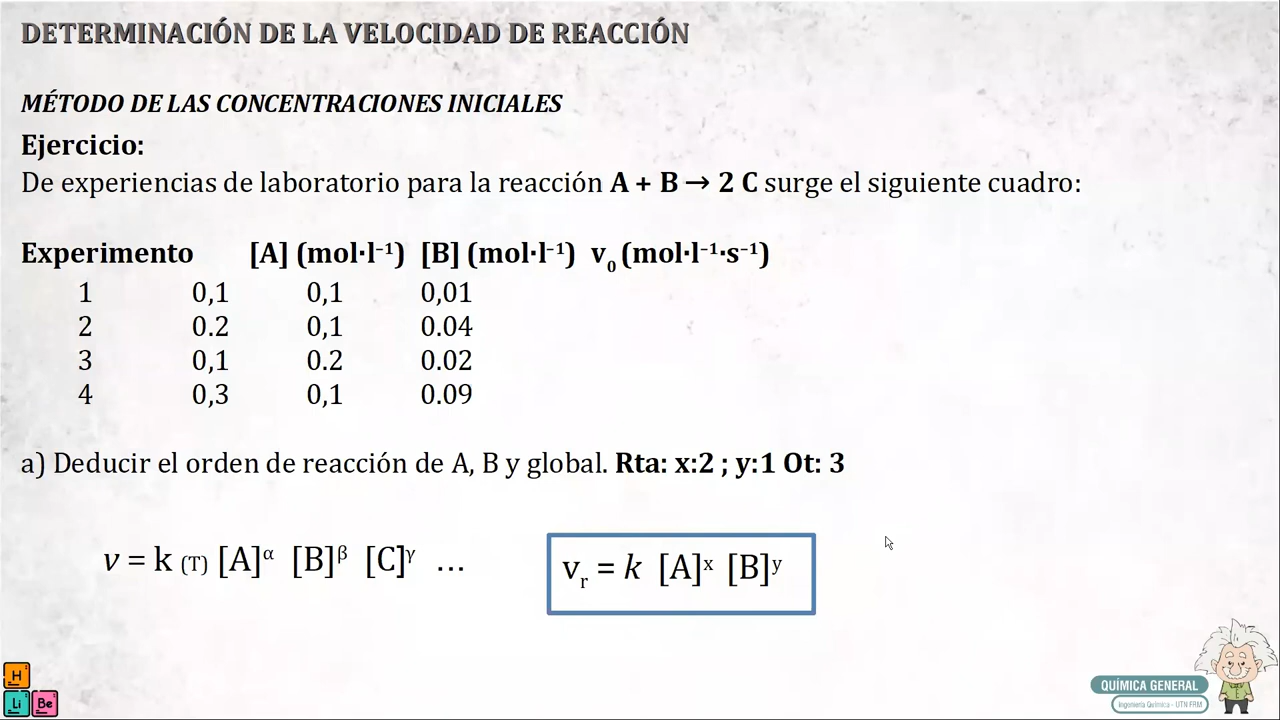 DETERMINACIÓN DE LA VELOCIDAD DE REACCIÓN
MÉTODO DE LAS CONCENTRACIONES INICIALES
Ejercicio:
De experiencias de laboratorio para la reacción A + B → 2 C surge el siguiente cuadro:
Experimento [A] (mol·l⁻¹) [B] (mol·l⁻¹) v₀ (mol·l⁻¹·s⁻¹)
1 0,1 0,1 0,01
2 0.2 0,1 0.04
3 0,1 0.2 0.02
4 0,3 0,1 0.09
a) Deducir el orden de reacción de A, B y global. Rta: x:2 ; y:1 Ot: 3
v = k (T) [A]ᵅ [B]ᵝ [C]ᵞ …
vᵣ = k [A]ˣ [B]ʸ
H
Li Be
QUÍMICA GENERAL
Ingeniería Química - UTN FRM